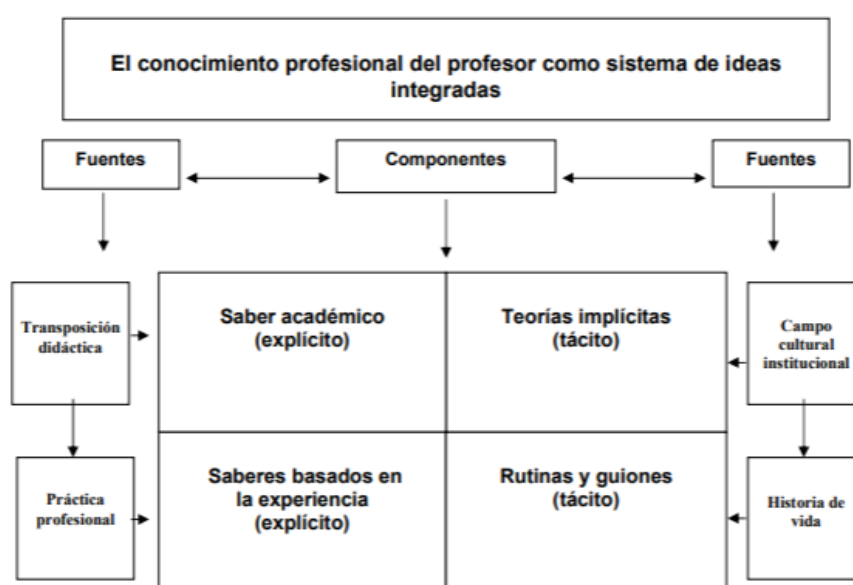 El conocimiento profesional del profesor como sistema de ideas
integradas
Fuentes
Componentes
Fuentes
Transposición
didáctica
Saber académico
(explícito)
Teorías implícitas
(tácito)
Campo
cultural
institucional
Práctica
profesional
Saberes basados en
la experiencia
(explícito)
Rutinas y guiones
(tácito)
Historia de
vida